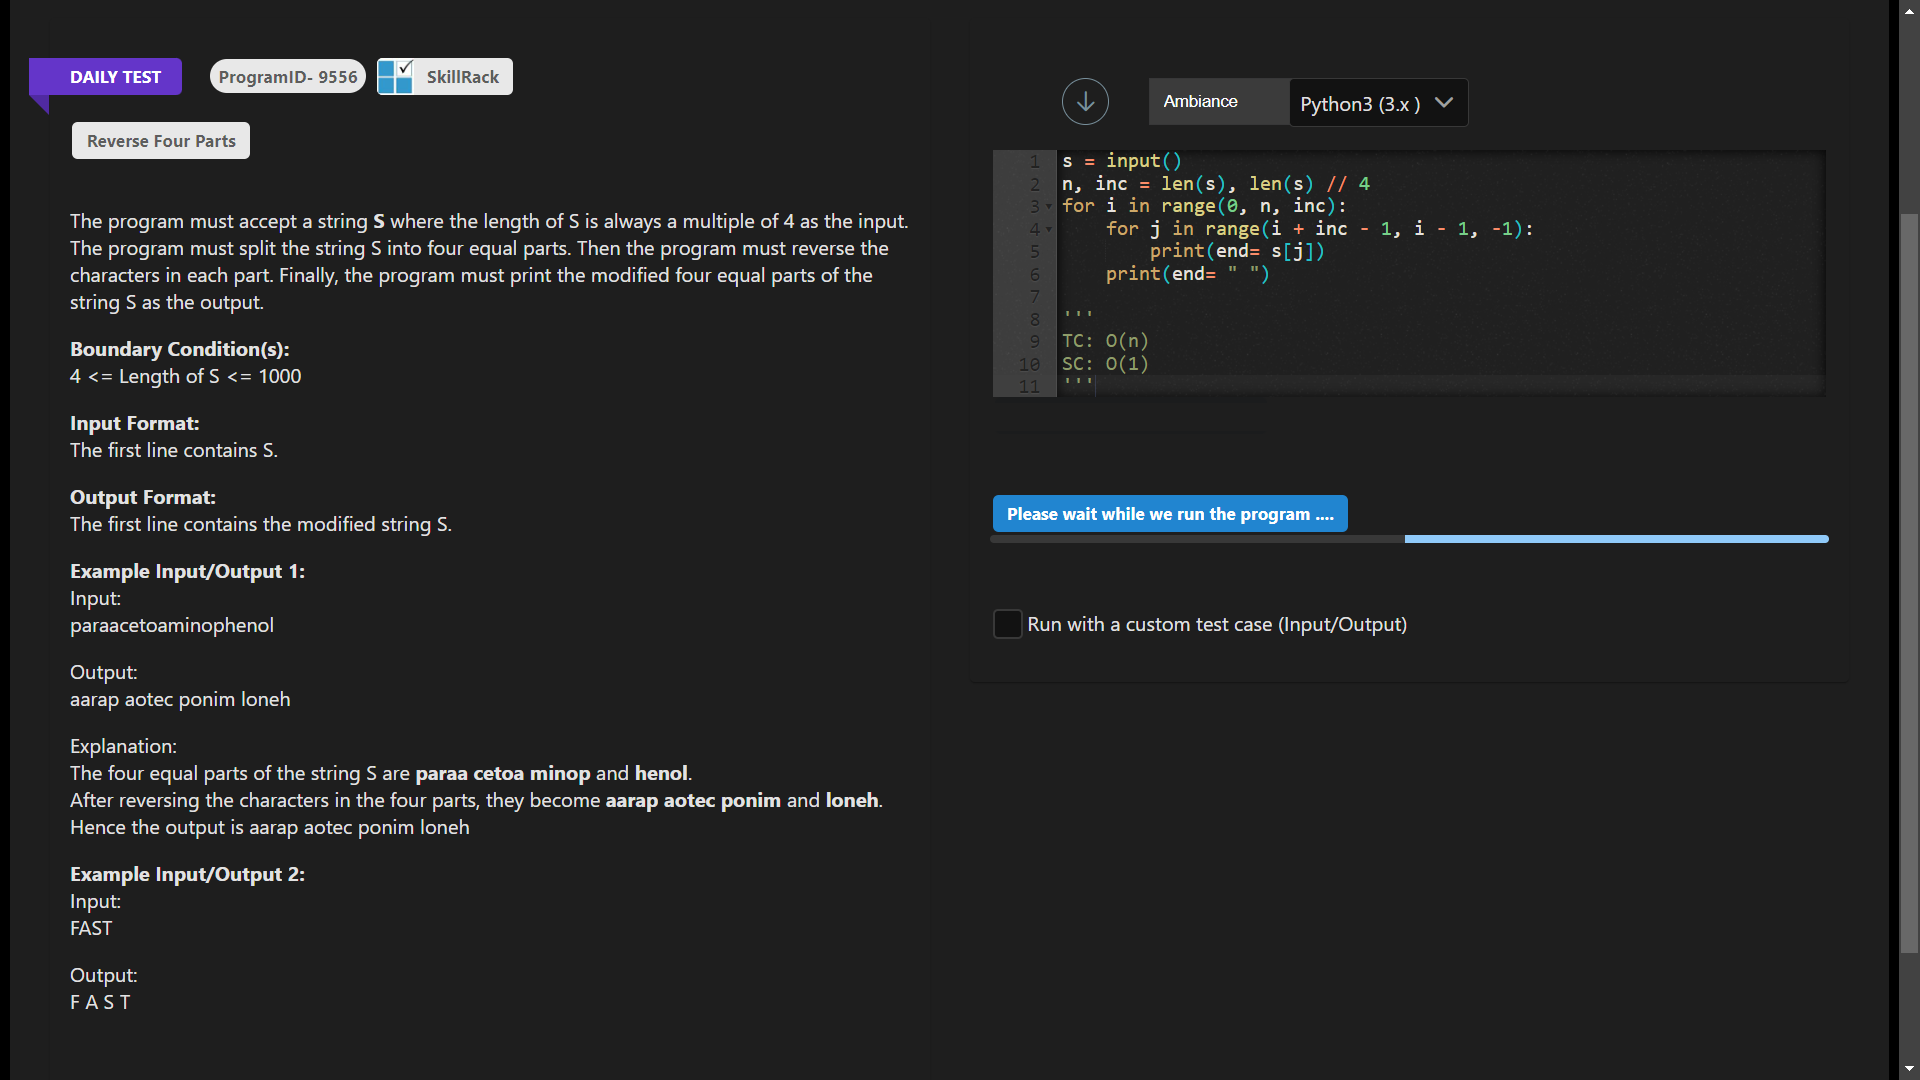 DAILY TEST
ProgramID- 9556
SkillRack
Reverse Four Parts
The program must accept a string S where the length of S is always a multiple of 4 as the input.
The program must split the string S into four equal parts. Then the program must reverse the
characters in each part. Finally, the program must print the modified four equal parts of the
string S as the output.
Boundary Condition(s):
4 <= Length of S <= 1000
Input Format:
The first line contains S.
Output Format:
The first line contains the modified string S.
Example Input/Output 1:
Input:
paraacetoaminophenol
Output:
aarap aotec ponim loneh
Explanation:
The four equal parts of the string S are paraa cetoa minop and henol.
After reversing the characters in the four parts, they become aarap aotec ponim and loneh.
Hence the output is aarap aotec ponim loneh
Example Input/Output 2:
Input:
FAST
Output:
F A S T
Ambiance
Python3 (3.x )
1 s = input()
2 n, inc = len(s), len(s) // 4
3 for i in range(0, n, inc):
4     for j in range(i + inc - 1, i - 1, -1):
5         print(end= s[j])
6     print(end= " ")
7
8 '''
9 TC: O(n)
10 SC: O(1)
11 '''
Please wait while we run the program ....
Run with a custom test case (Input/Output)